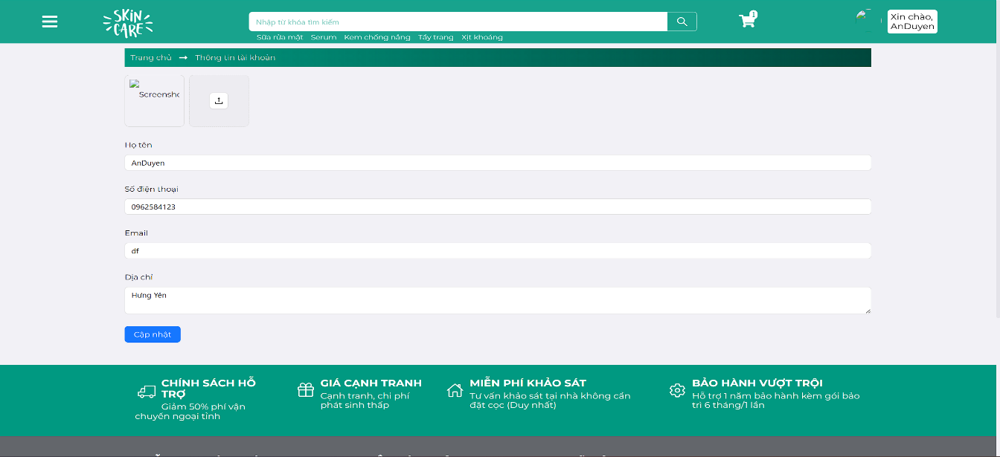 SKIN
CARE
Nhập từ khóa tìm kiếm
Sữa rửa mặt Serum Kem chống nắng Tẩy trang Xịt khoáng
1
Xin chào,
AnDuyen
Trang chủ → Thông tin tài khoản
Screensho
Họ tên
AnDuyen
Số điện thoại
0962584123
Email
df
Địa chỉ
Hưng Yên
Cập nhật
CHÍNH SÁCH HỖ
TRỢ
Giảm 50% phí vận
chuyển ngoại tỉnh
GIÁ CẠNH TRANH
Cạnh tranh, chi phí
phát sinh thấp
MIỄN PHÍ KHẢO SÁT
Tư vấn khảo sát tại nhà không cần
đặt cọc (Duy nhất)
BẢO HÀNH VƯỢT TRỘI
Hỗ trợ 1 năm bảo hành kèm gói bảo
trì 6 tháng/1 lần